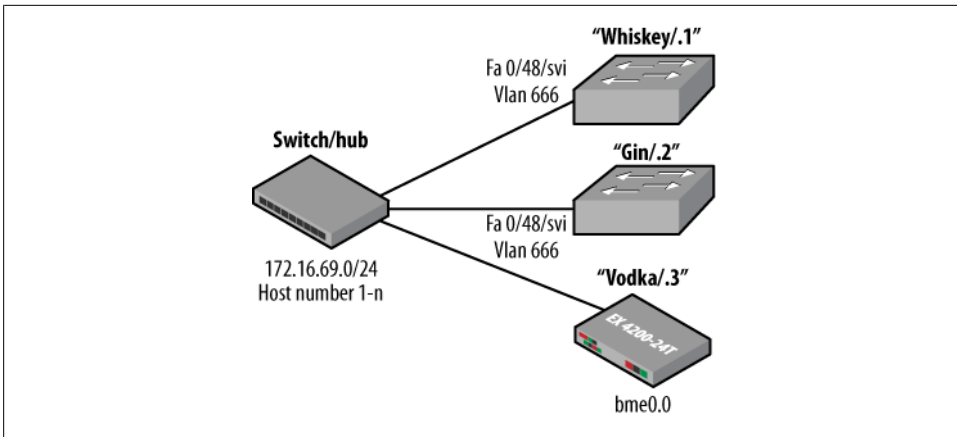 “Whiskey/.1”
Fa 0/48/svi
Vlan 666
Switch/hub
“Gin/.2”
Fa 0/48/svi
Vlan 666
172.16.69.0/24
Host number 1-n
“Vodka/.3”
EX 4200-24T
bme0.0